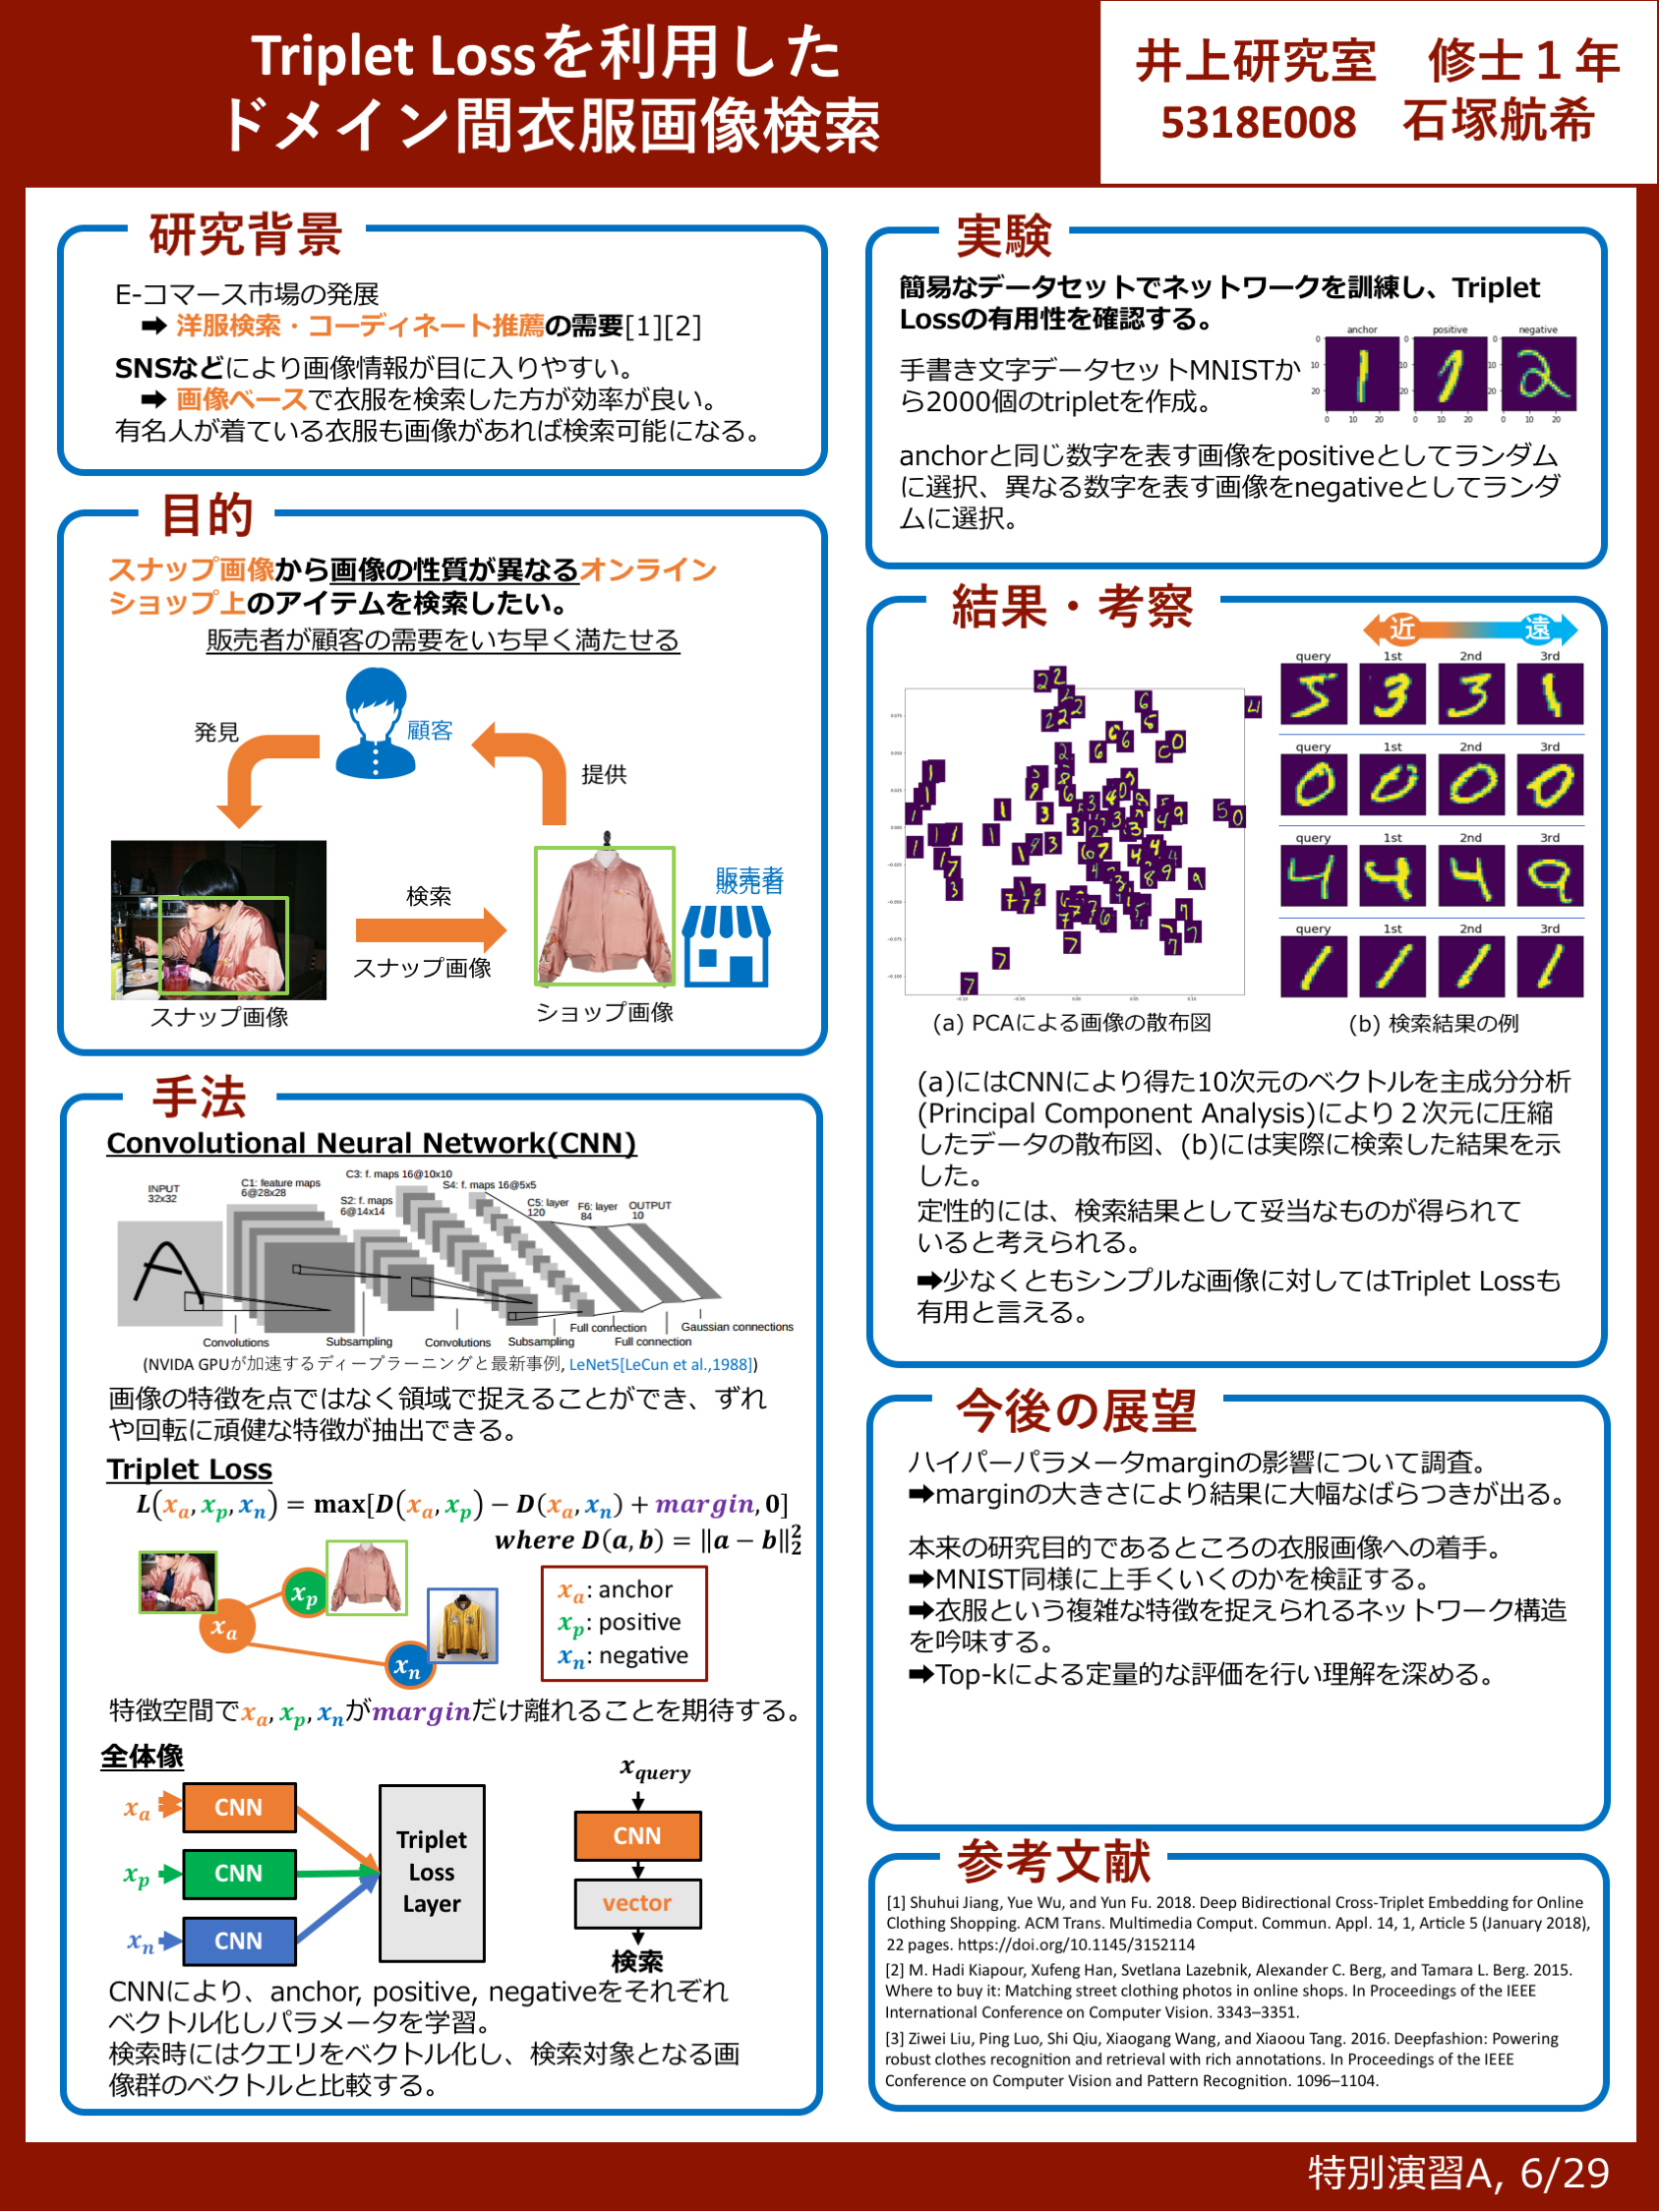 Triplet Lossを利用した
ドメイン間衣服画像検索
井上研究室　修士１年
5318E008　石塚航希
研究背景
E-コマース市場の発展
➡ 洋服検索・コーディネート推薦の需要[1][2]
SNSなどにより画像情報が目に入りやすい。
➡ 画像ベースで衣服を検索した方が効率が良い。
有名人が着ている衣服も画像があれば検索可能になる。
目的
スナップ画像から画像の性質が異なるオンライン
ショップ上のアイテムを検索したい。
販売者が顧客の需要をいち早く満たせる
発見
顧客
提供
検索
スナップ画像
販売者
スナップ画像
ショップ画像
手法
Convolutional Neural Network(CNN)
INPUT
32x32
C1: feature maps
6@28x28
S2: f. maps
6@14x14
C3: f. maps 16@10x10
S4: f. maps 16@5x5
C5: layer
120
F6: layer
84
OUTPUT
10
Convolutions
Subsampling
Convolutions
Subsampling
Full connection
Full connection
Gaussian connections
(NVIDA GPUが加速するディープラーニングと最新事例, LeNet5[LeCun et al.,1988])
画像の特徴を点ではなく領域で捉えることができ、ずれ
や回転に頑健な特徴が抽出できる。
Triplet Loss
L(xₐ, xₚ, xₙ) = max[D(xₐ, xₚ) − D(xₐ, xₙ) + margin, 0]
where D(a, b) = ‖a − b‖₂²
xₐ
xₚ
xₙ
xₐ: anchor
xₚ: positive
xₙ: negative
特徴空間でxₐ, xₚ, xₙがmarginだけ離れることを期待する。
全体像
xₐ
CNN
xₚ
CNN
xₙ
CNN
Triplet
Loss
Layer
x_query
CNN
vector
検索
CNNにより、anchor, positive, negativeをそれぞれ
ベクトル化しパラメータを学習。
検索時にはクエリをベクトル化し、検索対象となる画
像群のベクトルと比較する。
実験
簡易なデータセットでネットワークを訓練し、Triplet
Lossの有用性を確認する。
anchor positive negative
手書き文字データセットMNISTか
ら2000個のtripletを作成。
anchorと同じ数字を表す画像をpositiveとしてランダム
に選択、異なる数字を表す画像をnegativeとしてランダ
ムに選択。
結果・考察
近 遠
query 1st 2nd 3rd
query 1st 2nd 3rd
query 1st 2nd 3rd
query 1st 2nd 3rd
(a) PCAによる画像の散布図
(b) 検索結果の例
(a)にはCNNにより得た10次元のベクトルを主成分分析
(Principal Component Analysis)により２次元に圧縮
したデータの散布図、(b)には実際に検索した結果を示
した。
定性的には、検索結果として妥当なものが得られて
いると考えられる。
➡少なくともシンプルな画像に対してはTriplet Lossも
有用と言える。
今後の展望
ハイパーパラメータmarginの影響について調査。
➡marginの大きさにより結果に大幅なばらつきが出る。
本来の研究目的であるところの衣服画像への着手。
➡MNIST同様に上手くいくのかを検証する。
➡衣服という複雑な特徴を捉えられるネットワーク構造
を吟味する。
➡Top-kによる定量的な評価を行い理解を深める。
参考文献
[1] Shuhui Jiang, Yue Wu, and Yun Fu. 2018. Deep Bidirectional Cross-Triplet Embedding for Online
Clothing Shopping. ACM Trans. Multimedia Comput. Commun. Appl. 14, 1, Article 5 (January 2018),
22 pages. https://doi.org/10.1145/3152114
[2] M. Hadi Kiapour, Xufeng Han, Svetlana Lazebnik, Alexander C. Berg, and Tamara L. Berg. 2015.
Where to buy it: Matching street clothing photos in online shops. In Proceedings of the IEEE
International Conference on Computer Vision. 3343–3351.
[3] Ziwei Liu, Ping Luo, Shi Qiu, Xiaogang Wang, and Xiaoou Tang. 2016. Deepfashion: Powering
robust clothes recognition and retrieval with rich annotations. In Proceedings of the IEEE
Conference on Computer Vision and Pattern Recognition. 1096–1104.
特別演習A, 6/29